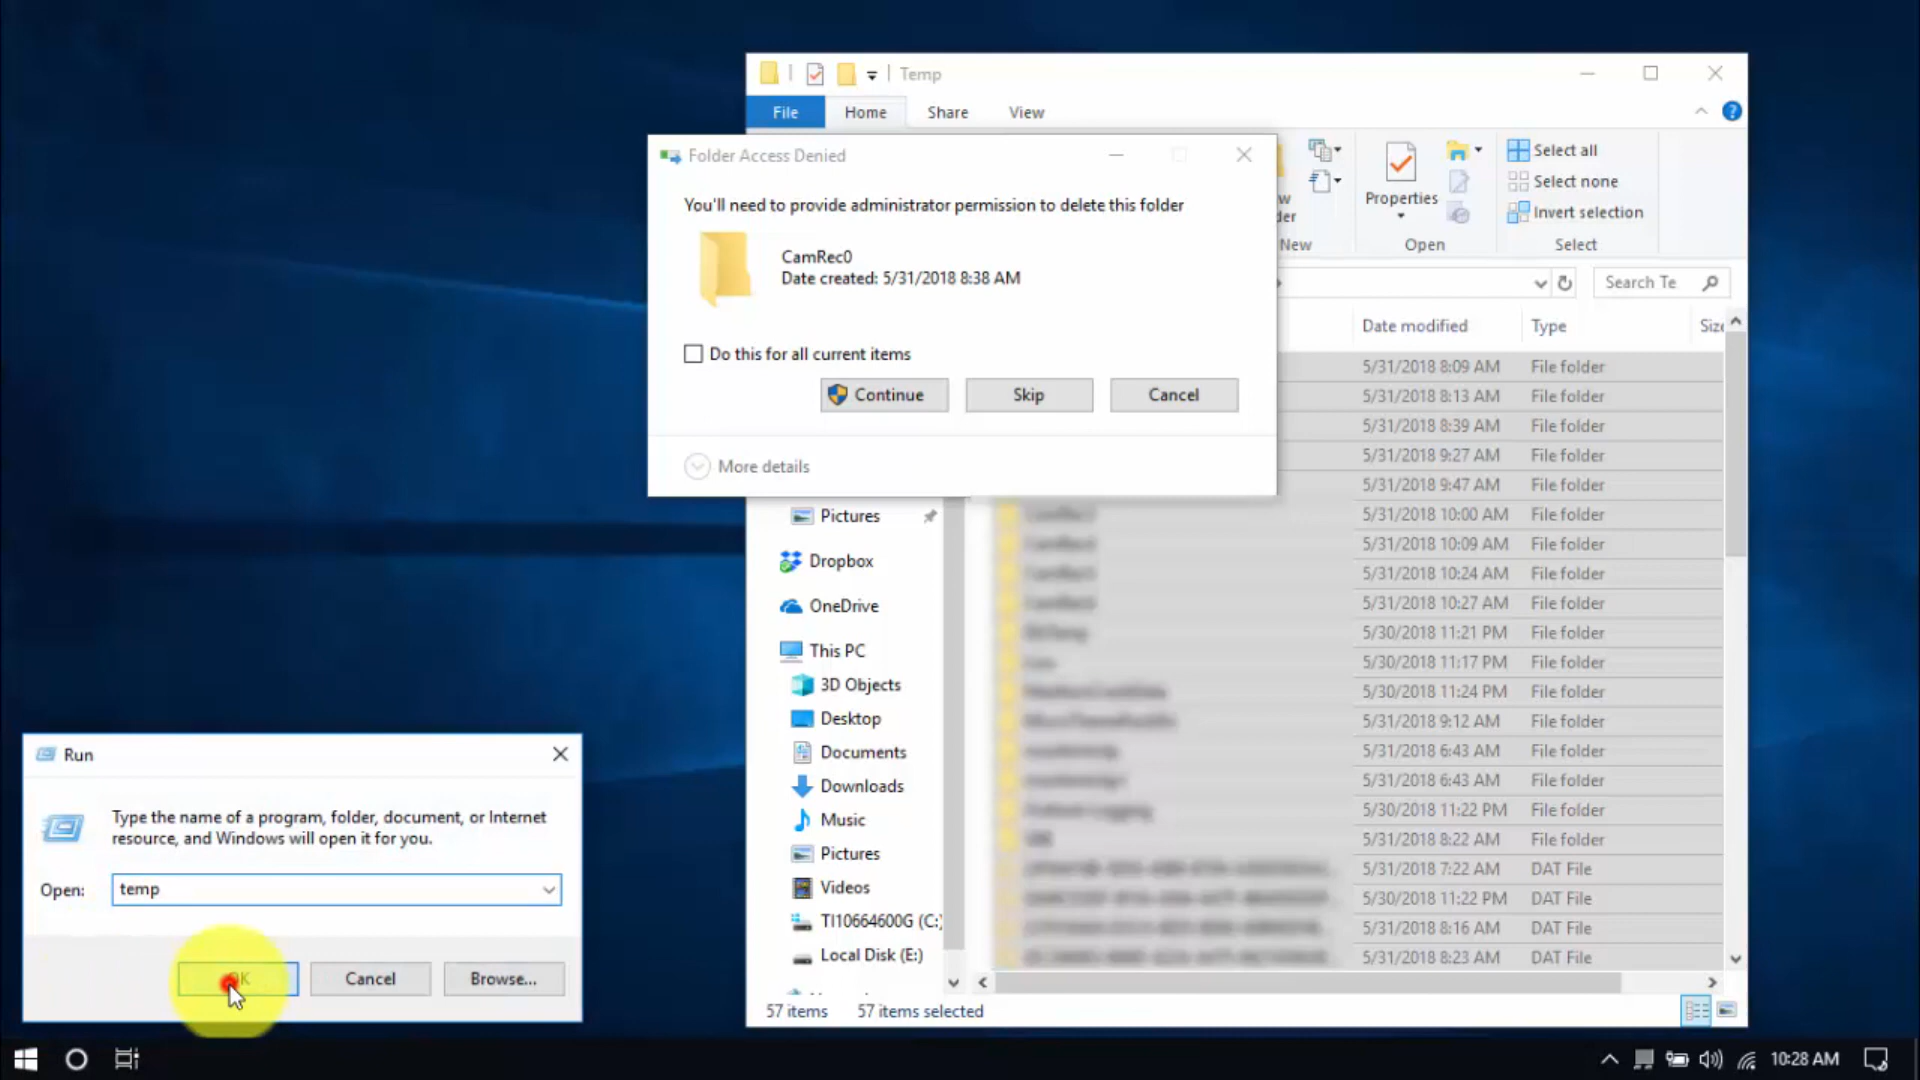 Temp
File
Home
Share
View
Folder Access Denied
You'll need to provide administrator permission to delete this folder
CamRec0
Date created: 5/31/2018 8:38 AM
Do this for all current items
Continue
Skip
Cancel
More details
w
der
New
Properties
Open
Select all
Select none
Invert selection
Select
Search Te
Date modified
Type
Size
5/31/2018 8:09 AM File folder
5/31/2018 8:13 AM File folder
5/31/2018 8:39 AM File folder
5/31/2018 9:27 AM File folder
5/31/2018 9:47 AM File folder
5/31/2018 10:00 AM File folder
5/31/2018 10:09 AM File folder
5/31/2018 10:24 AM File folder
5/31/2018 10:27 AM File folder
5/30/2018 11:21 PM File folder
5/30/2018 11:17 PM File folder
5/30/2018 11:24 PM File folder
5/31/2018 9:12 AM File folder
5/31/2018 6:43 AM File folder
5/31/2018 6:43 AM File folder
5/30/2018 11:22 PM File folder
5/31/2018 8:22 AM File folder
5/31/2018 7:22 AM DAT File
5/30/2018 11:22 PM DAT File
5/31/2018 8:16 AM DAT File
5/31/2018 8:23 AM DAT File
Pictures
Dropbox
OneDrive
This PC
3D Objects
Desktop
Documents
Downloads
Music
Pictures
Videos
TI10664600G (C:)
Local Disk (E:)
57 items
57 items selected
Run
Type the name of a program, folder, document, or Internet
resource, and Windows will open it for you.
Open:
temp
OK
Cancel
Browse...
10:28 AM